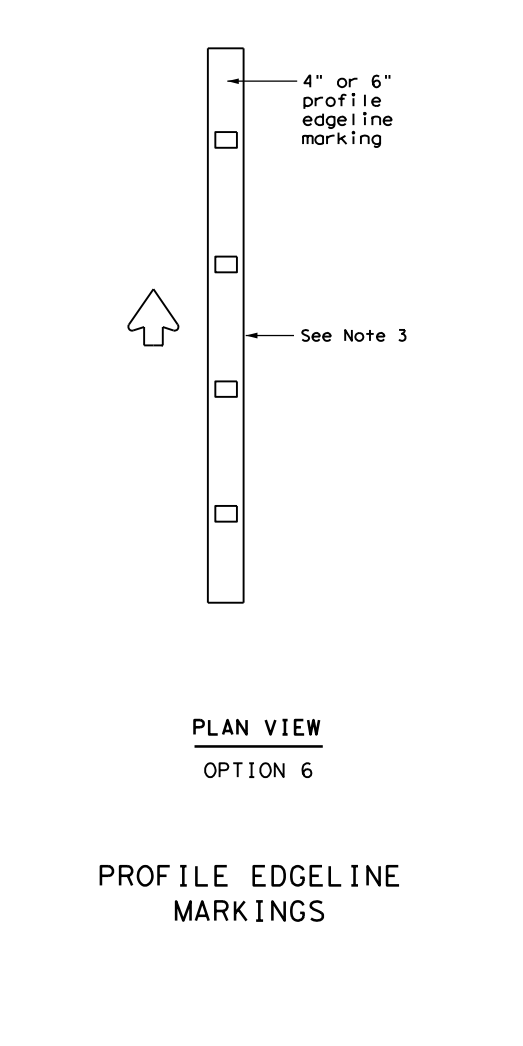 4" or 6"
profile
edgeline
marking
See Note 3
PLAN VIEW
OPTION 6
PROFILE EDGELINE
MARKINGS